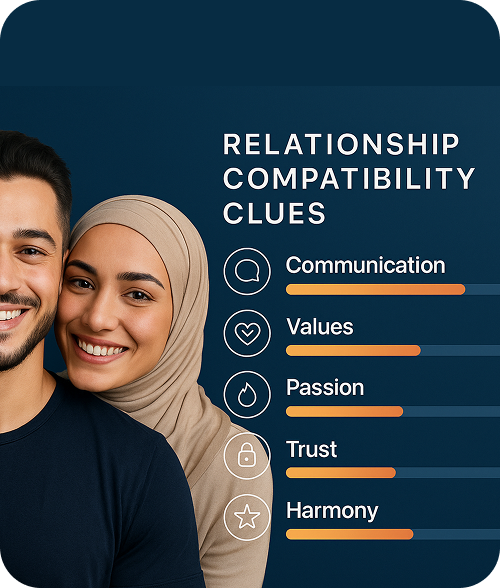 RELATIONSHIP
COMPATIBILITY
CLUES
Communication
Values
Passion
Trust
Harmony